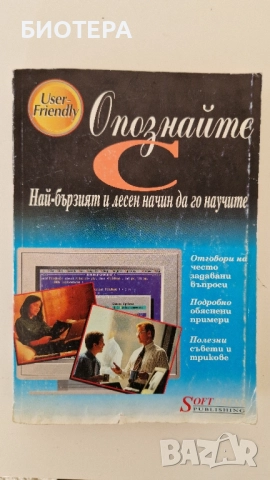 БИОТЕРА
User-
Friendly
Опознайте
C
Най-бързият и лесен начин да го научите
Отговори на
често
задавани
въпроси
Подробно
обяснени
примери
Полезни
съвети и
трикове
SOFT
PUBLISHING
bazar